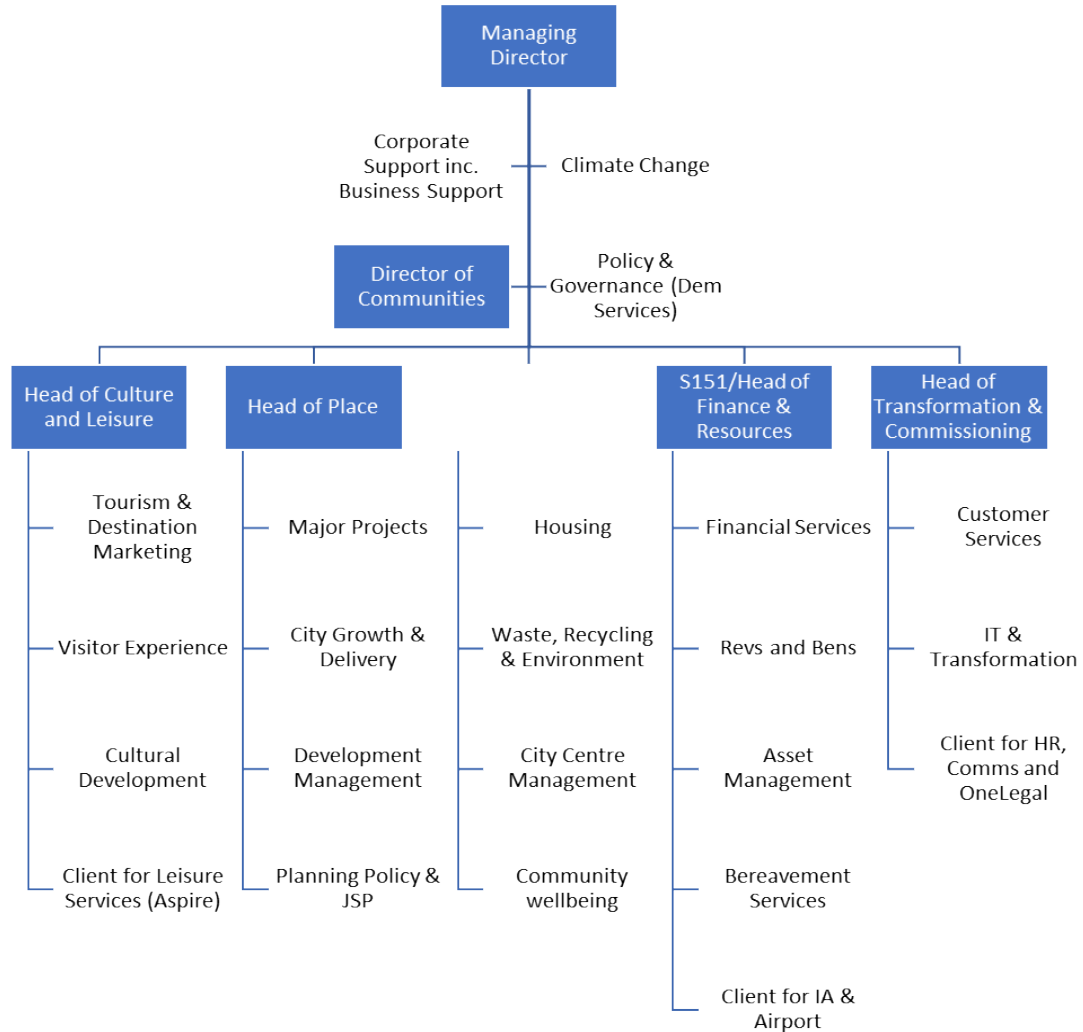 Managing
Director
Corporate
Support inc.
Business Support
Climate Change
Director of
Communities
Policy &
Governance (Dem
Services)
Head of Culture
and Leisure
Head of Place
S151/Head of
Finance &
Resources
Head of
Transformation &
Commissioning
Tourism &
Destination
Marketing
Major Projects
Housing
Financial Services
Customer
Services
Visitor Experience
City Growth &
Delivery
Waste, Recycling
& Environment
Revs and Bens
IT &
Transformation
Cultural
Development
Development
Management
City Centre
Management
Asset
Management
Client for HR,
Comms and
OneLegal
Client for Leisure
Services (Aspire)
Planning Policy &
JSP
Community
wellbeing
Bereavement
Services
Client for IA &
Airport